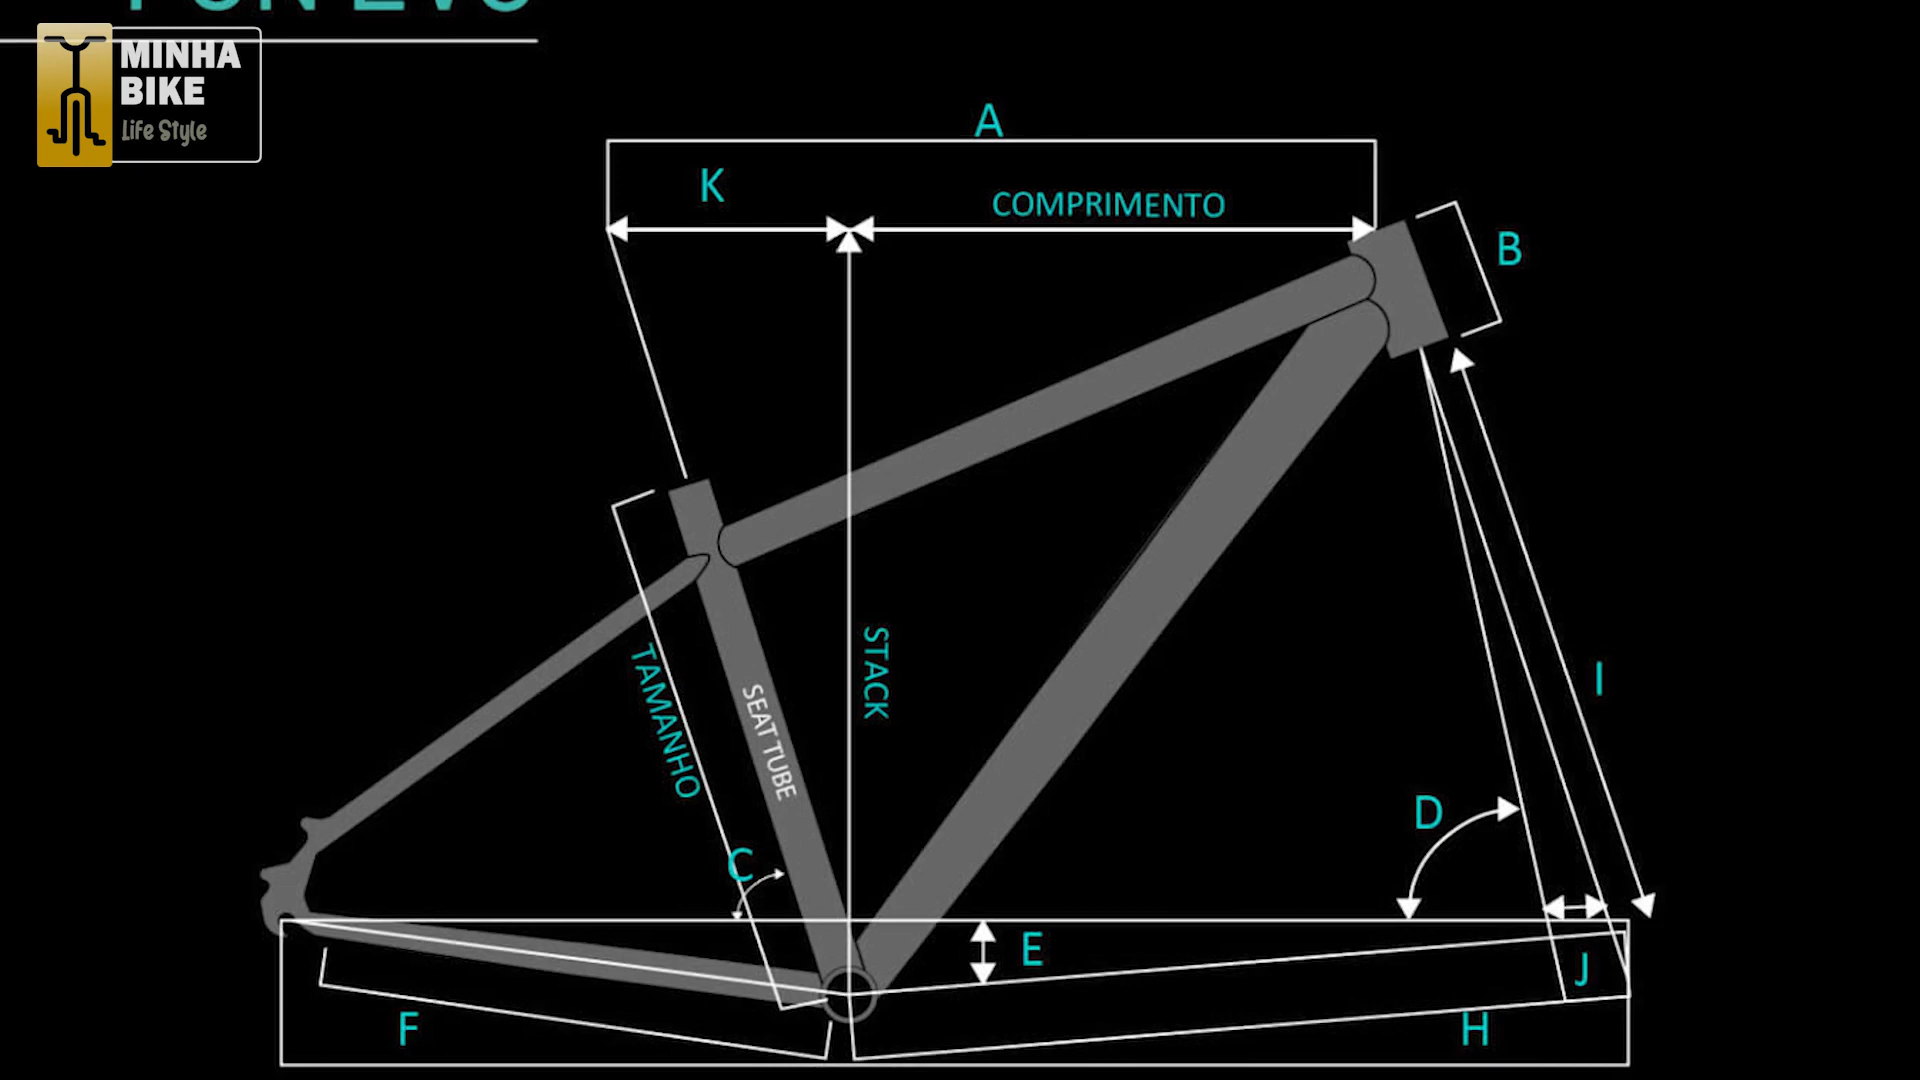 MINHA
BIKE
Life Style
A
K
COMPRIMENTO
B
STACK
TAMANHO
SEAT TUBE
I
D
C
E
J
F
H